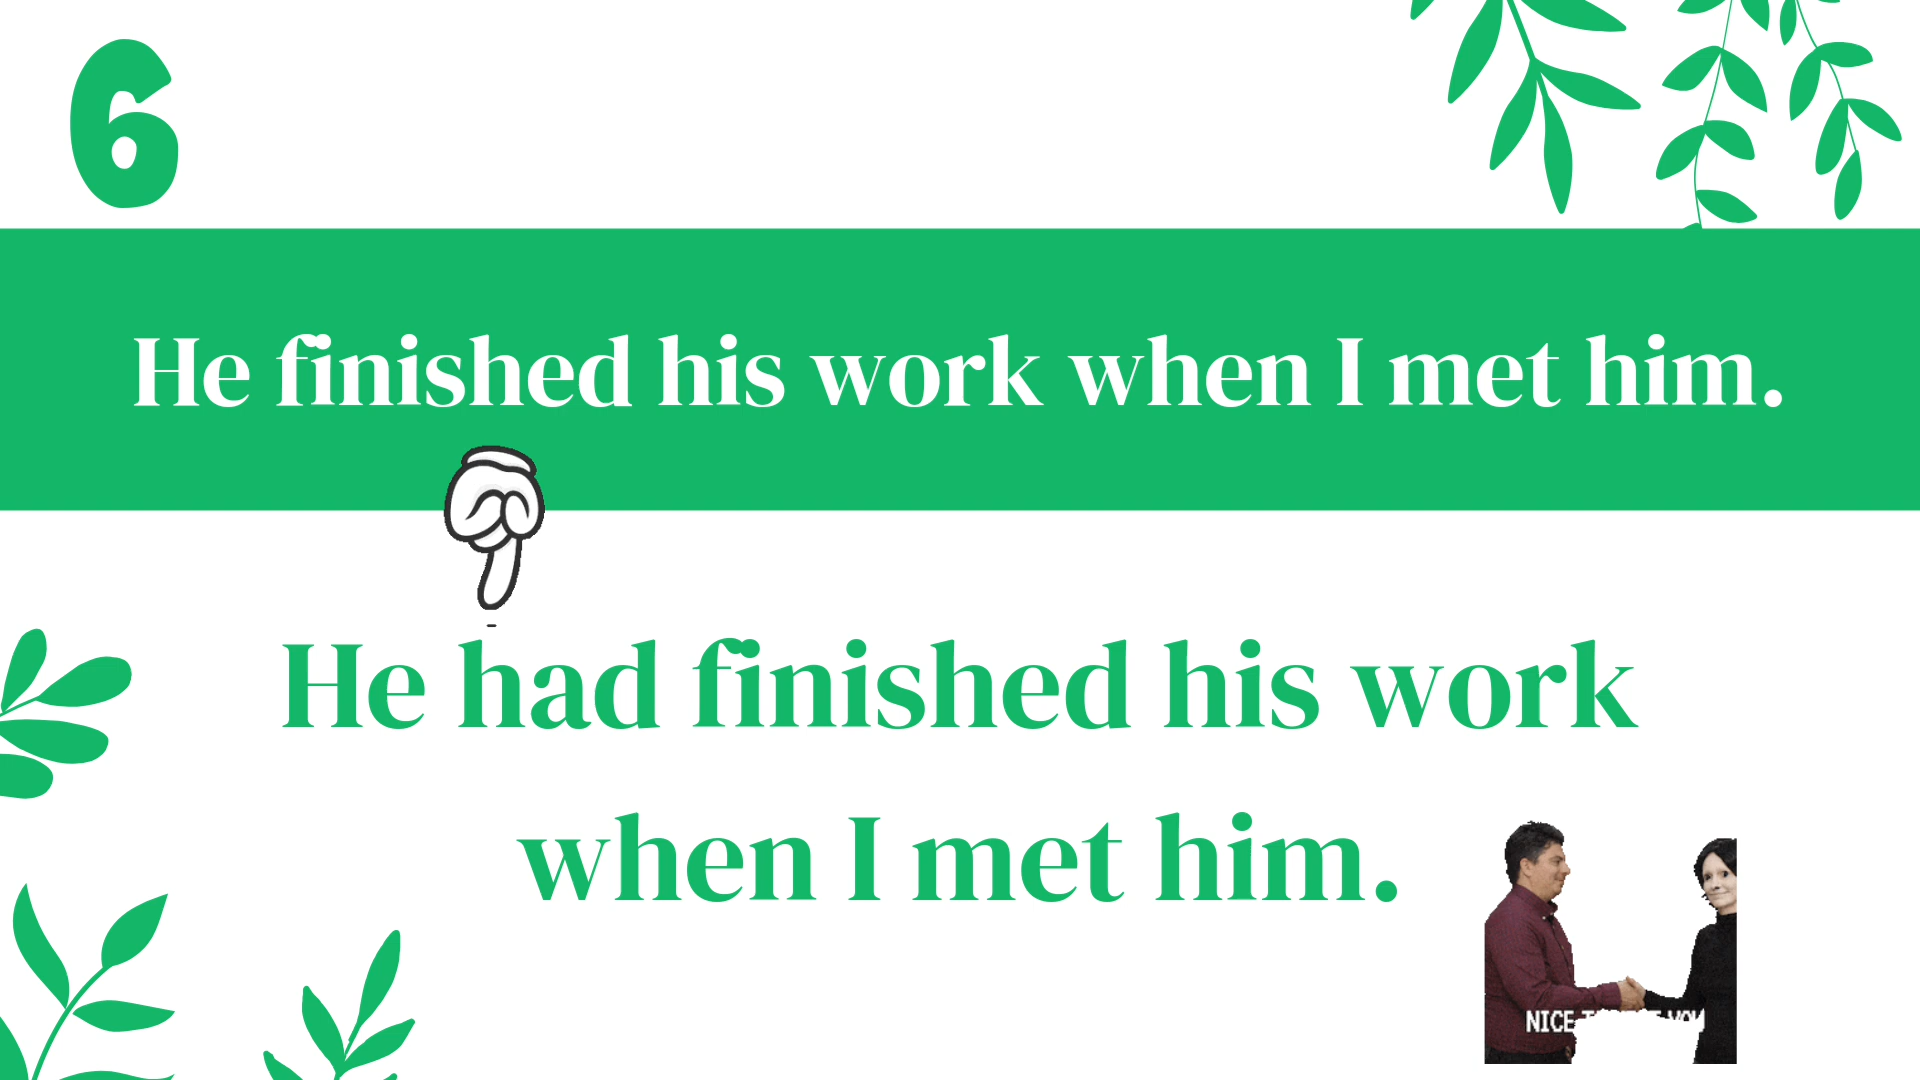 6
He finished his work when I met him.
He had finished his work
when I met him.
NICE